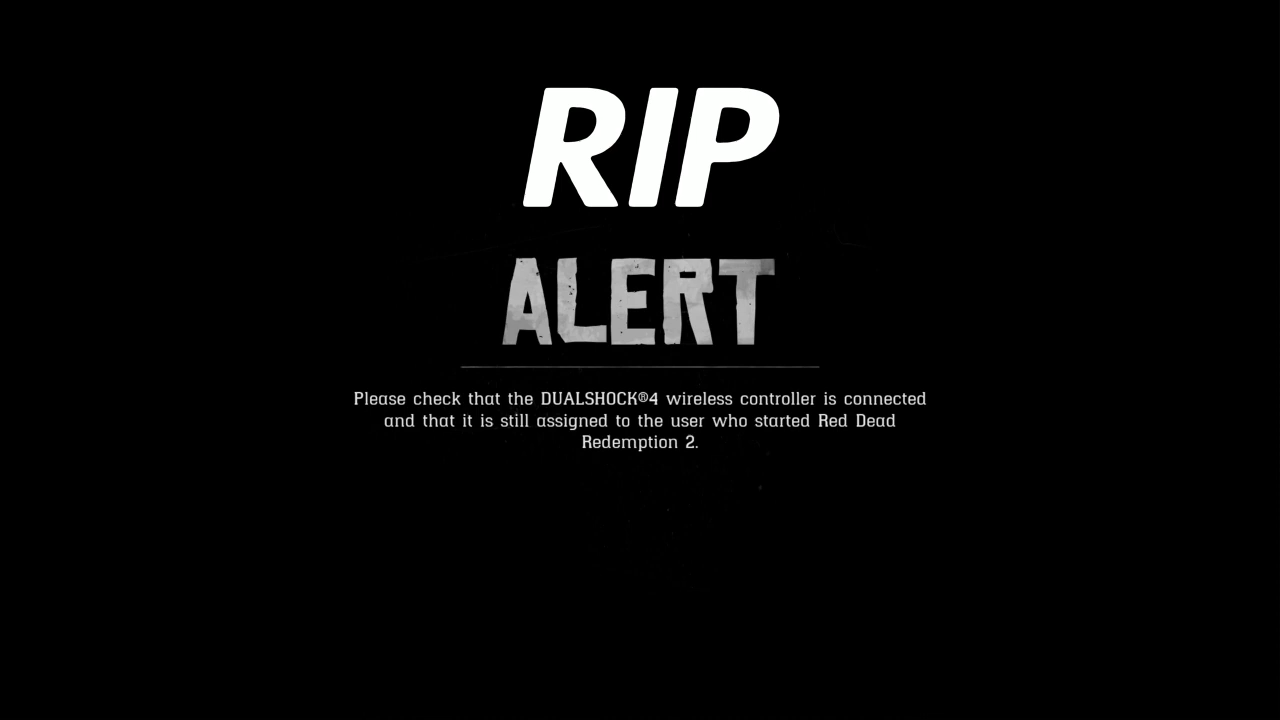 RIP
ALERT
Please check that the DUALSHOCK®4 wireless controller is connected
and that it is still assigned to the user who started Red Dead
Redemption 2.